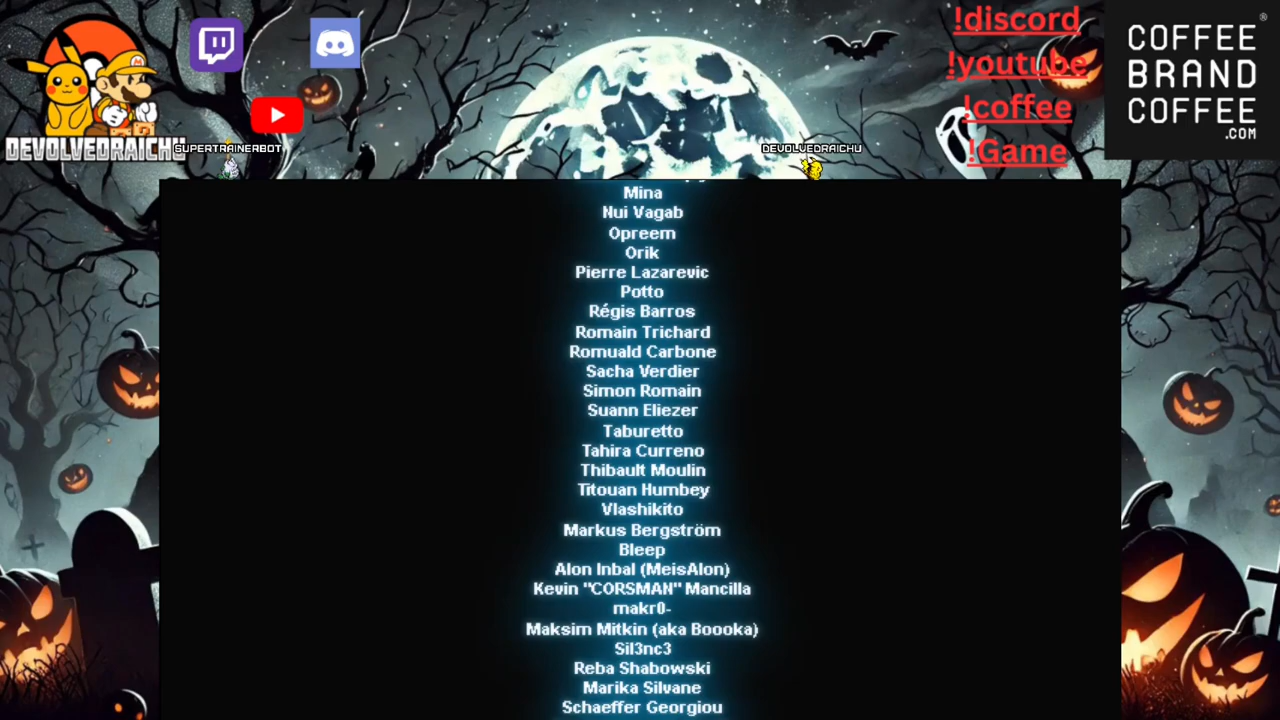 !discord
!youtube
!coffee
!Game
COFFEE
BRAND
COFFEE
.COM
®
DEVOLVEDRAICHU
SUPERTRAINERBOT
DEVOLVEDRAICHU
Mina
Nui Vagab
Opreem
Orik
Pierre Lazarevic
Potto
Régis Barros
Romain Trichard
Romuald Carbone
Sacha Verdier
Simon Romain
Suann Eliezer
Taburetto
Tahira Curreno
Thibault Moulin
Titouan Humbey
Vlashikito
Markus Bergström
Bleep
Alon Inbal (MeisAlon)
Kevin "CORSMAN" Mancilla
makr0-
Maksim Mitkin (aka Boooka)
Sil3nc3
Reba Shabowski
Marika Silvane
Schaeffer Georgiou